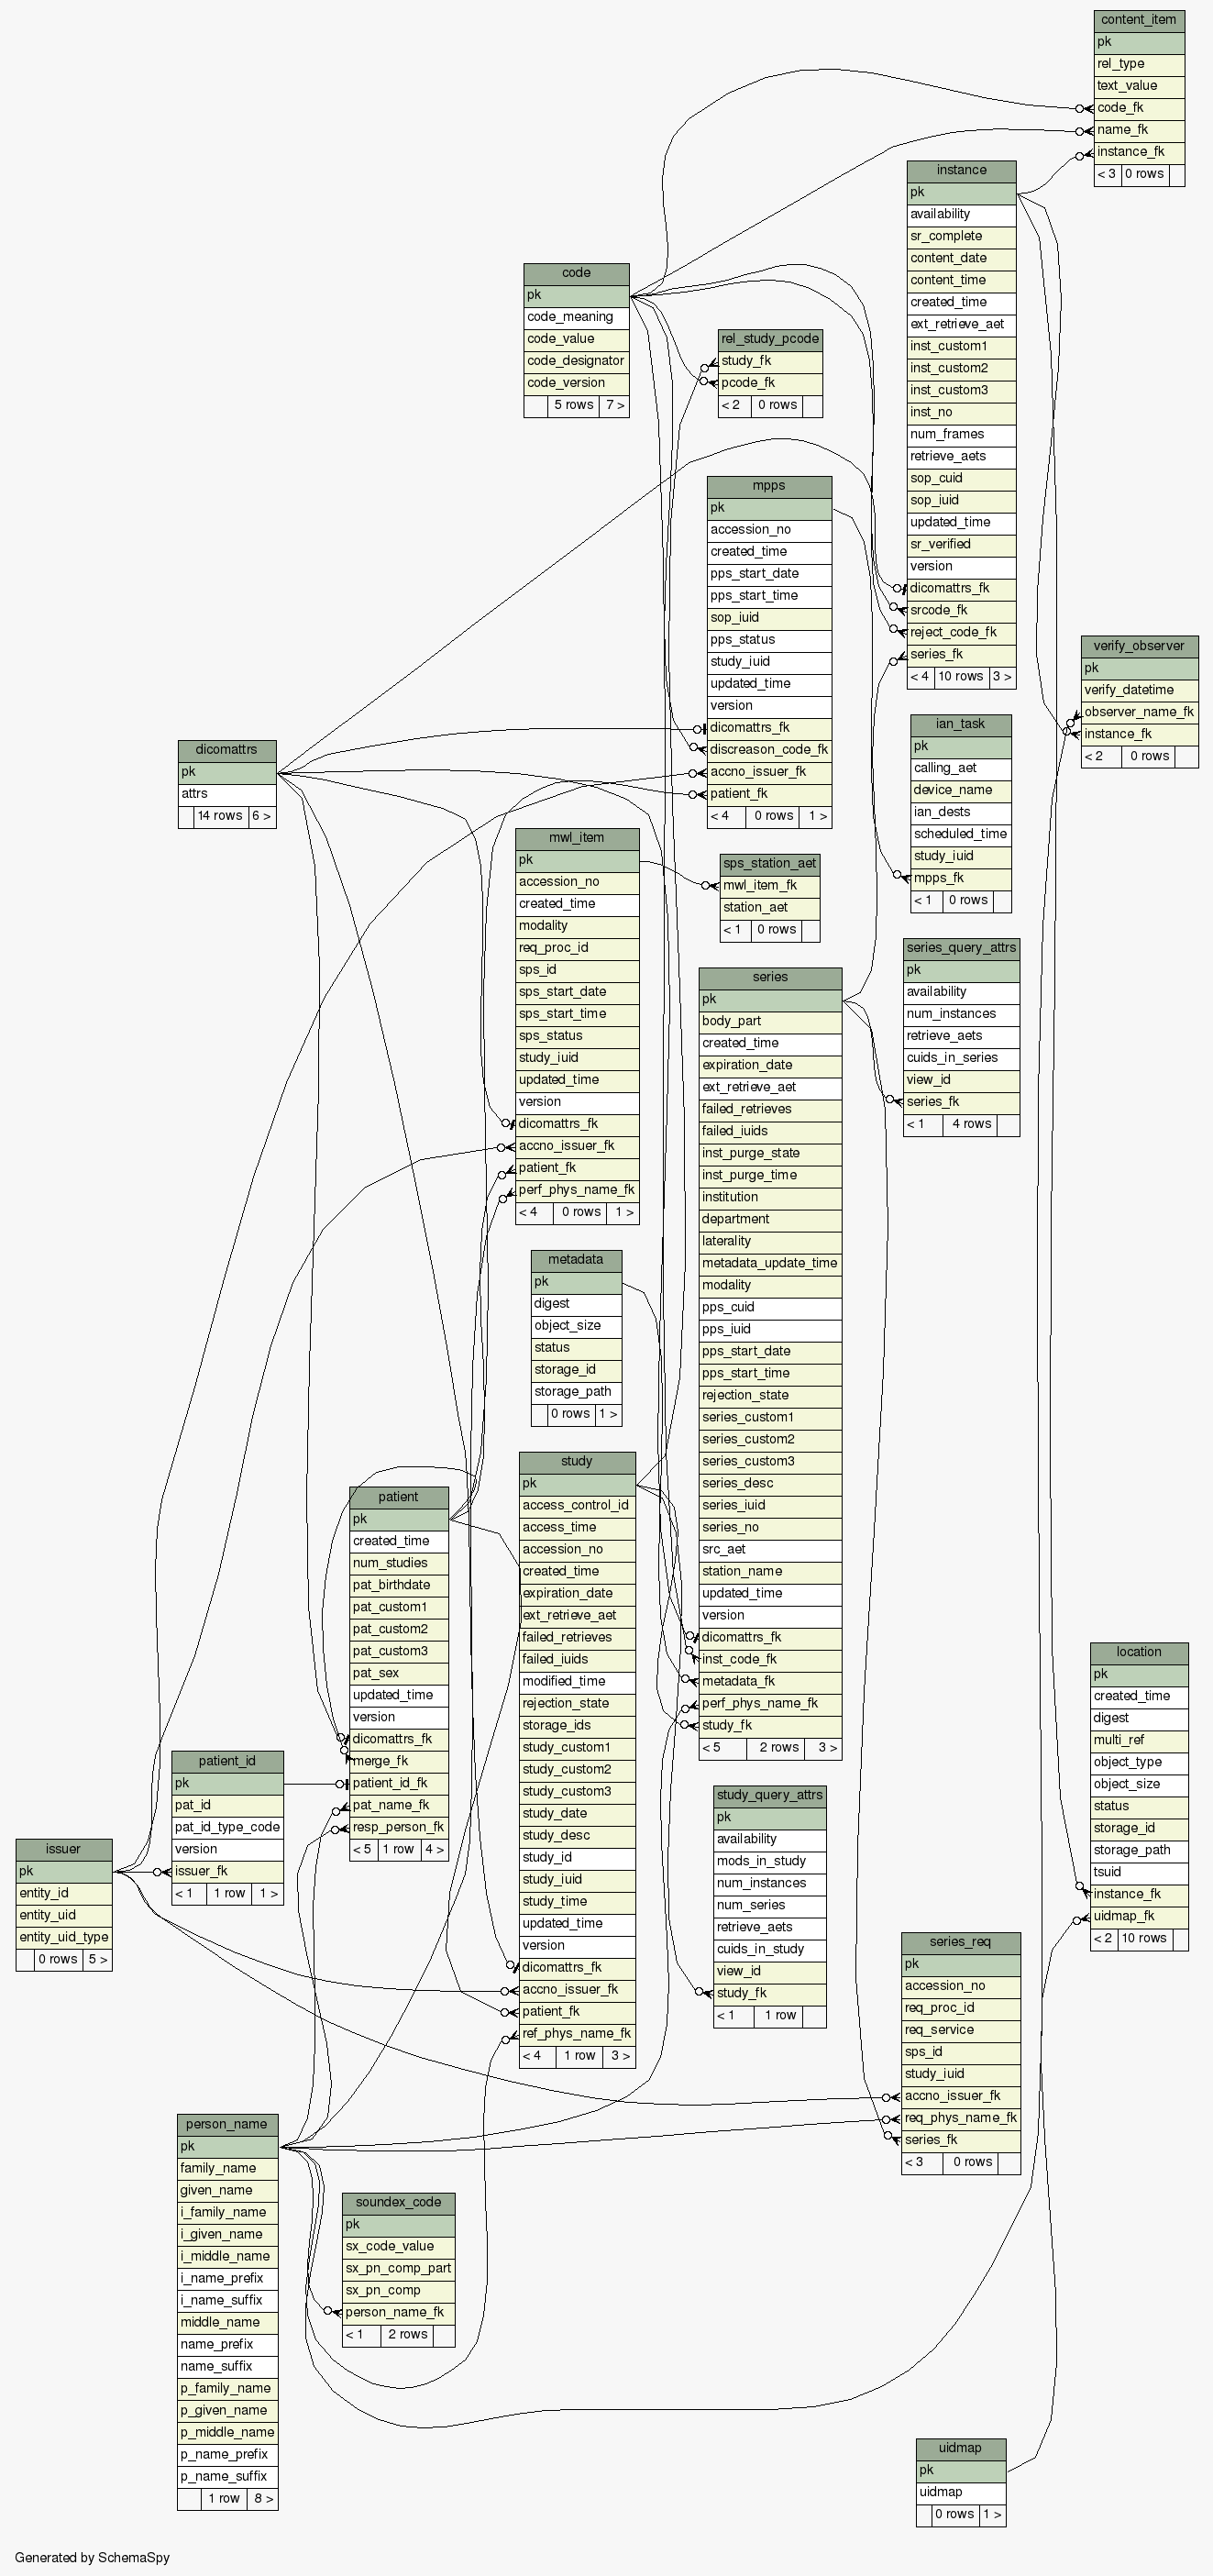 content_item
pk
rel_type
text_value
code_fk
name_fk
instance_fk
< 3 0 rows
instance
pk
availability
sr_complete
content_date
content_time
created_time
ext_retrieve_aet
inst_custom1
inst_custom2
inst_custom3
inst_no
num_frames
retrieve_aets
sop_cuid
sop_iuid
updated_time
sr_verified
version
dicomattrs_fk
srcode_fk
reject_code_fk
series_fk
< 4 10 rows 3 >
code
pk
code_meaning
code_value
code_designator
code_version
5 rows 7 >
rel_study_pcode
study_fk
pcode_fk
< 2 0 rows
mpps
pk
accession_no
created_time
pps_start_date
pps_start_time
sop_iuid
pps_status
study_iuid
updated_time
version
dicomattrs_fk
discreason_code_fk
accno_issuer_fk
patient_fk
< 4 0 rows 1 >
verify_observer
pk
verify_datetime
observer_name_fk
instance_fk
< 2 0 rows
ian_task
pk
calling_aet
device_name
ian_dests
scheduled_time
study_iuid
mpps_fk
< 1 0 rows
dicomattrs
pk
attrs
14 rows 6 >
mwl_item
pk
accession_no
created_time
modality
req_proc_id
sps_id
sps_start_date
sps_start_time
sps_status
study_iuid
updated_time
version
dicomattrs_fk
accno_issuer_fk
patient_fk
perf_phys_name_fk
< 4 0 rows 1 >
sps_station_aet
mwl_item_fk
station_aet
< 1 0 rows
series_query_attrs
pk
availability
num_instances
retrieve_aets
cuids_in_series
view_id
series_fk
< 1 4 rows
series
pk
body_part
created_time
expiration_date
ext_retrieve_aet
failed_retrieves
failed_iuids
inst_purge_state
inst_purge_time
institution
department
laterality
metadata_update_time
modality
pps_cuid
pps_iuid
pps_start_date
pps_start_time
rejection_state
series_custom1
series_custom2
series_custom3
series_desc
series_iuid
series_no
src_aet
station_name
updated_time
version
dicomattrs_fk
inst_code_fk
metadata_fk
perf_phys_name_fk
study_fk
< 5 2 rows 3 >
metadata
pk
digest
object_size
status
storage_id
storage_path
0 rows 1 >
study
pk
access_control_id
access_time
accession_no
created_time
expiration_date
ext_retrieve_aet
failed_retrieves
failed_iuids
modified_time
rejection_state
storage_ids
study_custom1
study_custom2
study_custom3
study_date
study_desc
study_id
study_iuid
study_time
updated_time
version
dicomattrs_fk
accno_issuer_fk
patient_fk
ref_phys_name_fk
< 4 1 row 3 >
patient
pk
created_time
num_studies
pat_birthdate
pat_custom1
pat_custom2
pat_custom3
pat_sex
updated_time
version
dicomattrs_fk
merge_fk
patient_id_fk
pat_name_fk
resp_person_fk
< 5 1 row 4 >
location
pk
created_time
digest
multi_ref
object_type
object_size
status
storage_id
storage_path
tsuid
instance_fk
uidmap_fk
< 2 10 rows
patient_id
pk
pat_id
pat_id_type_code
version
issuer_fk
< 1 1 row 1 >
study_query_attrs
pk
availability
mods_in_study
num_instances
num_series
retrieve_aets
cuids_in_study
view_id
study_fk
< 1 1 row
issuer
pk
entity_id
entity_uid
entity_uid_type
0 rows 5 >
series_req
pk
accession_no
req_proc_id
req_service
sps_id
study_iuid
accno_issuer_fk
req_phys_name_fk
series_fk
< 3 0 rows
person_name
pk
family_name
given_name
i_family_name
i_given_name
i_middle_name
i_name_prefix
i_name_suffix
middle_name
name_prefix
name_suffix
p_family_name
p_given_name
p_middle_name
p_name_prefix
p_name_suffix
1 row 8 >
soundex_code
pk
sx_code_value
sx_pn_comp_part
sx_pn_comp
person_name_fk
< 1 2 rows
uidmap
pk
uidmap
0 rows 1 >
Generated by SchemaSpy